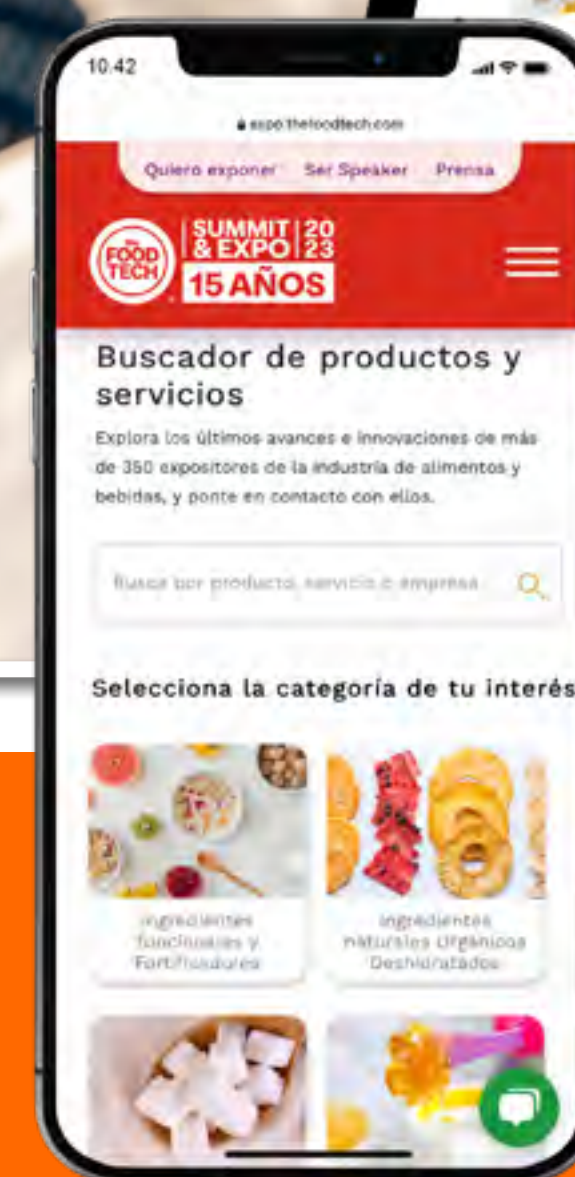 10.42
expo.thefoodtech.com
Quiero exponer Ser Speaker Prensa
THE FOOD TECH
SUMMIT & EXPO 20 23
15 AÑOS
Buscador de productos y
servicios
Explora los últimos avances e innovaciones de más
de 350 expositores de la industria de alimentos y
bebidas, y ponte en contacto con ellos.
Busca por producto, servicio o empresa
Selecciona la categoría de tu interés
Ingredientes
funcionales y
Fortificadores
Ingredientes
naturales Orgánicos
Deshidratados